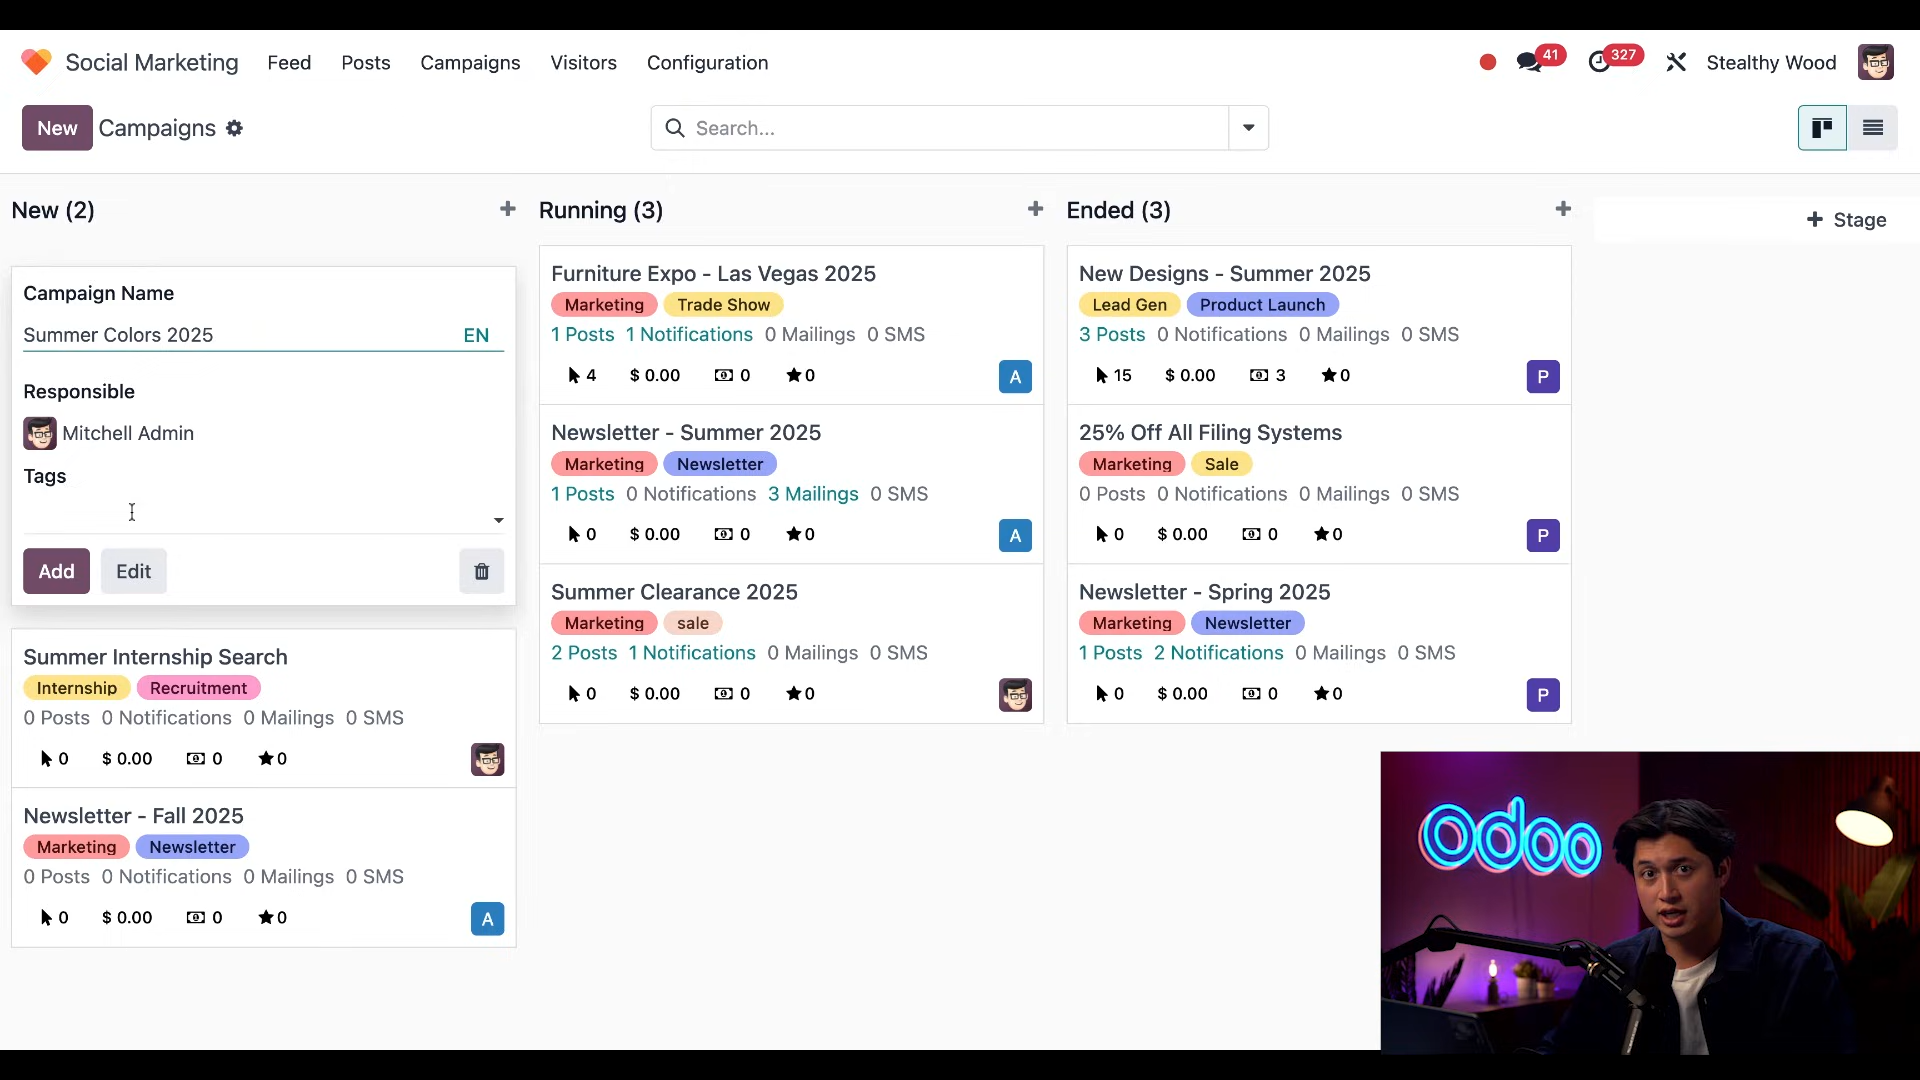 Social Marketing Feed Posts Campaigns Visitors Configuration 41 327 Stealthy Wood
New Campaigns Search...
New (2)
Campaign Name
Summer Colors 2025 EN
Responsible
Mitchell Admin
Tags
Add Edit
Summer Internship Search
Internship Recruitment
0 Posts 0 Notifications 0 Mailings 0 SMS
0 $ 0.00 0 0
Newsletter - Fall 2025
Marketing Newsletter
0 Posts 0 Notifications 0 Mailings 0 SMS
0 $ 0.00 0 0 A
Running (3)
Furniture Expo - Las Vegas 2025
Marketing Trade Show
1 Posts 1 Notifications 0 Mailings 0 SMS
4 $ 0.00 0 0 A
Newsletter - Summer 2025
Marketing Newsletter
1 Posts 0 Notifications 3 Mailings 0 SMS
0 $ 0.00 0 0 A
Summer Clearance 2025
Marketing sale
2 Posts 1 Notifications 0 Mailings 0 SMS
0 $ 0.00 0 0
Ended (3)
New Designs - Summer 2025
Lead Gen Product Launch
3 Posts 0 Notifications 0 Mailings 0 SMS
15 $ 0.00 3 0 P
25% Off All Filing Systems
Marketing Sale
0 Posts 0 Notifications 0 Mailings 0 SMS
0 $ 0.00 0 0 P
Newsletter - Spring 2025
Marketing Newsletter
1 Posts 2 Notifications 0 Mailings 0 SMS
0 $ 0.00 0 0 P
+ Stage
odoo